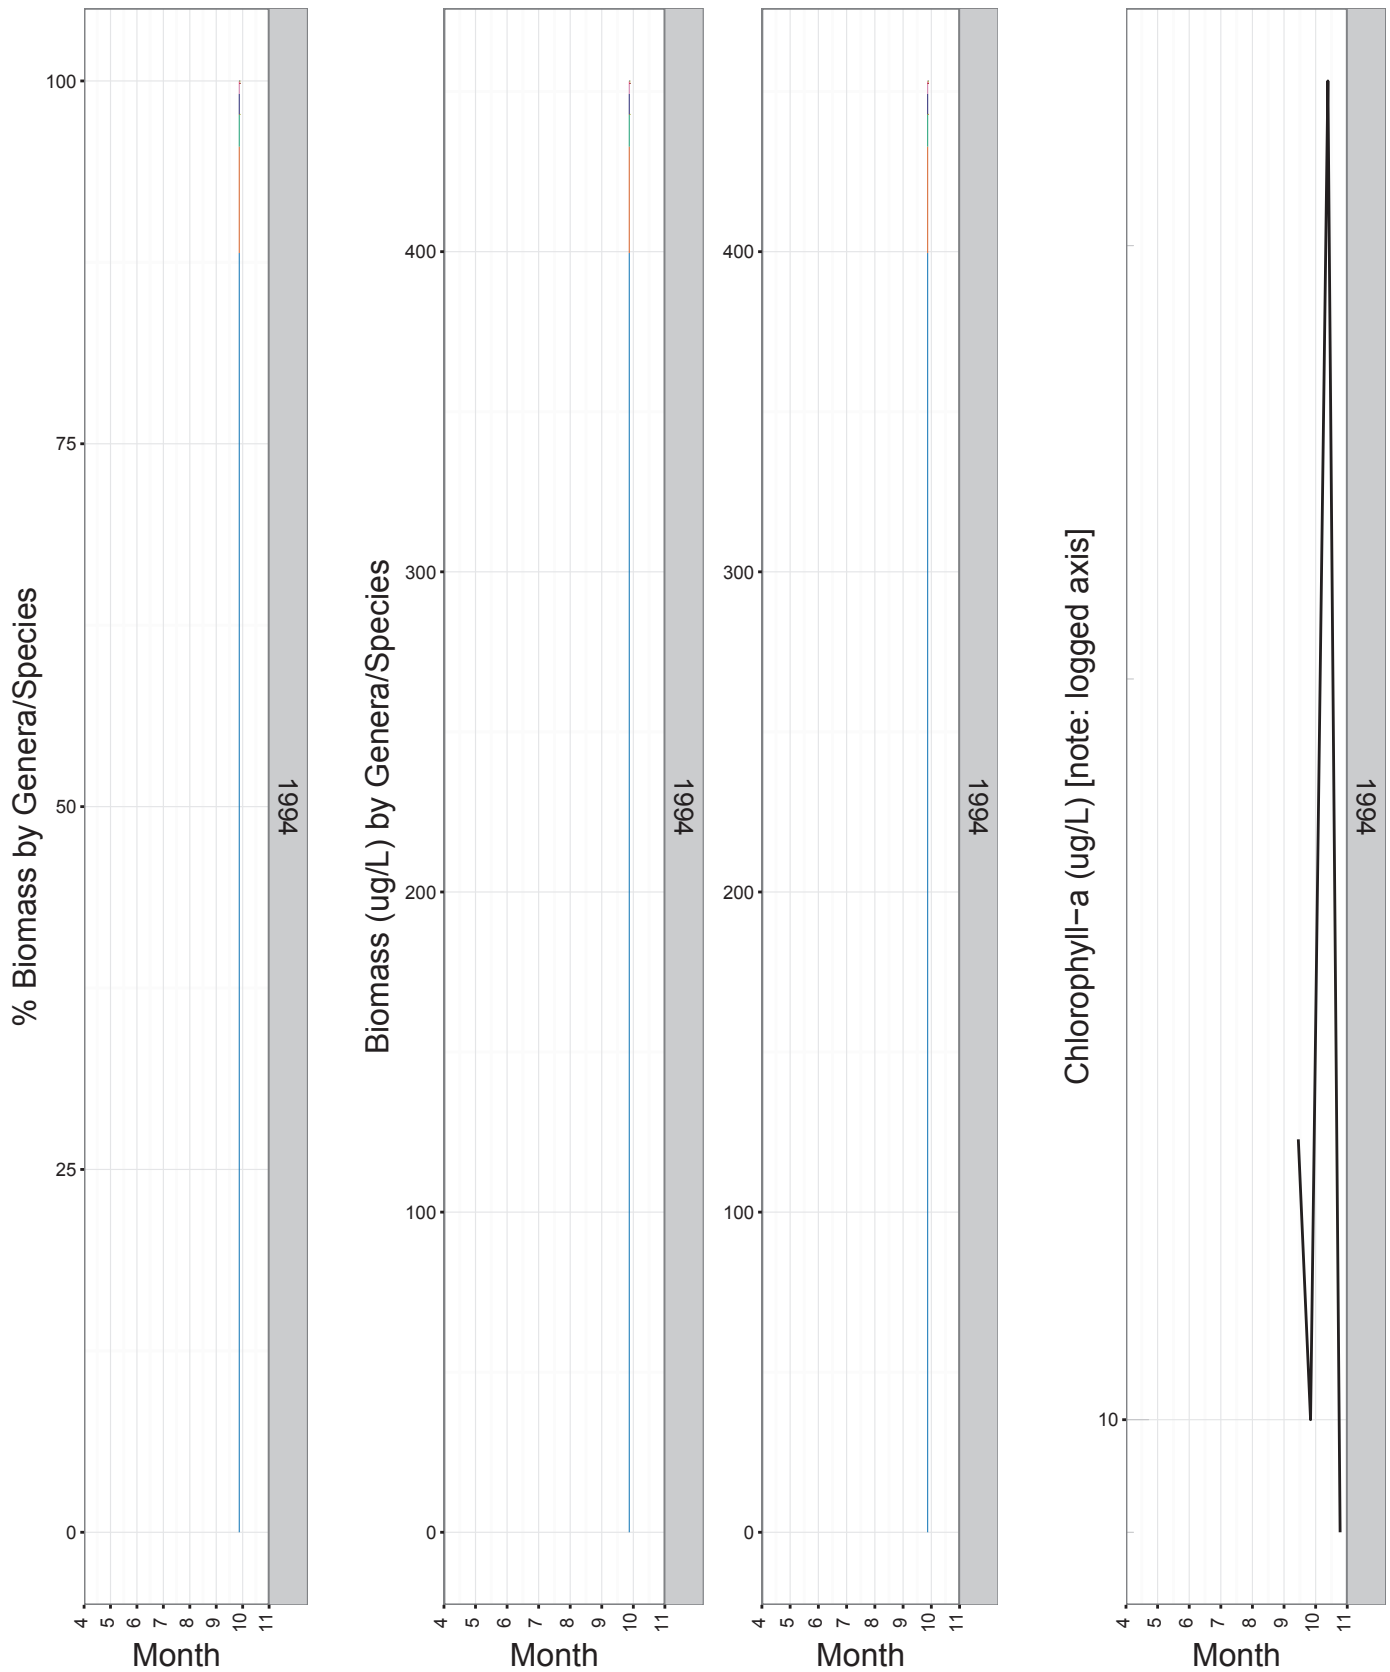 % Biomass by Genera/Species
100
75
50
25
0
4 5 6 7 8 9 10 11
Month
1994
Biomass (ug/L) by Genera/Species
400
300
200
100
0
4 5 6 7 8 9 10 11
Month
1994
400
300
200
100
0
4 5 6 7 8 9 10 11
Month
1994
Chlorophyll−a (ug/L) [note: logged axis]
10
4 5 6 7 8 9 10 11
Month
1994